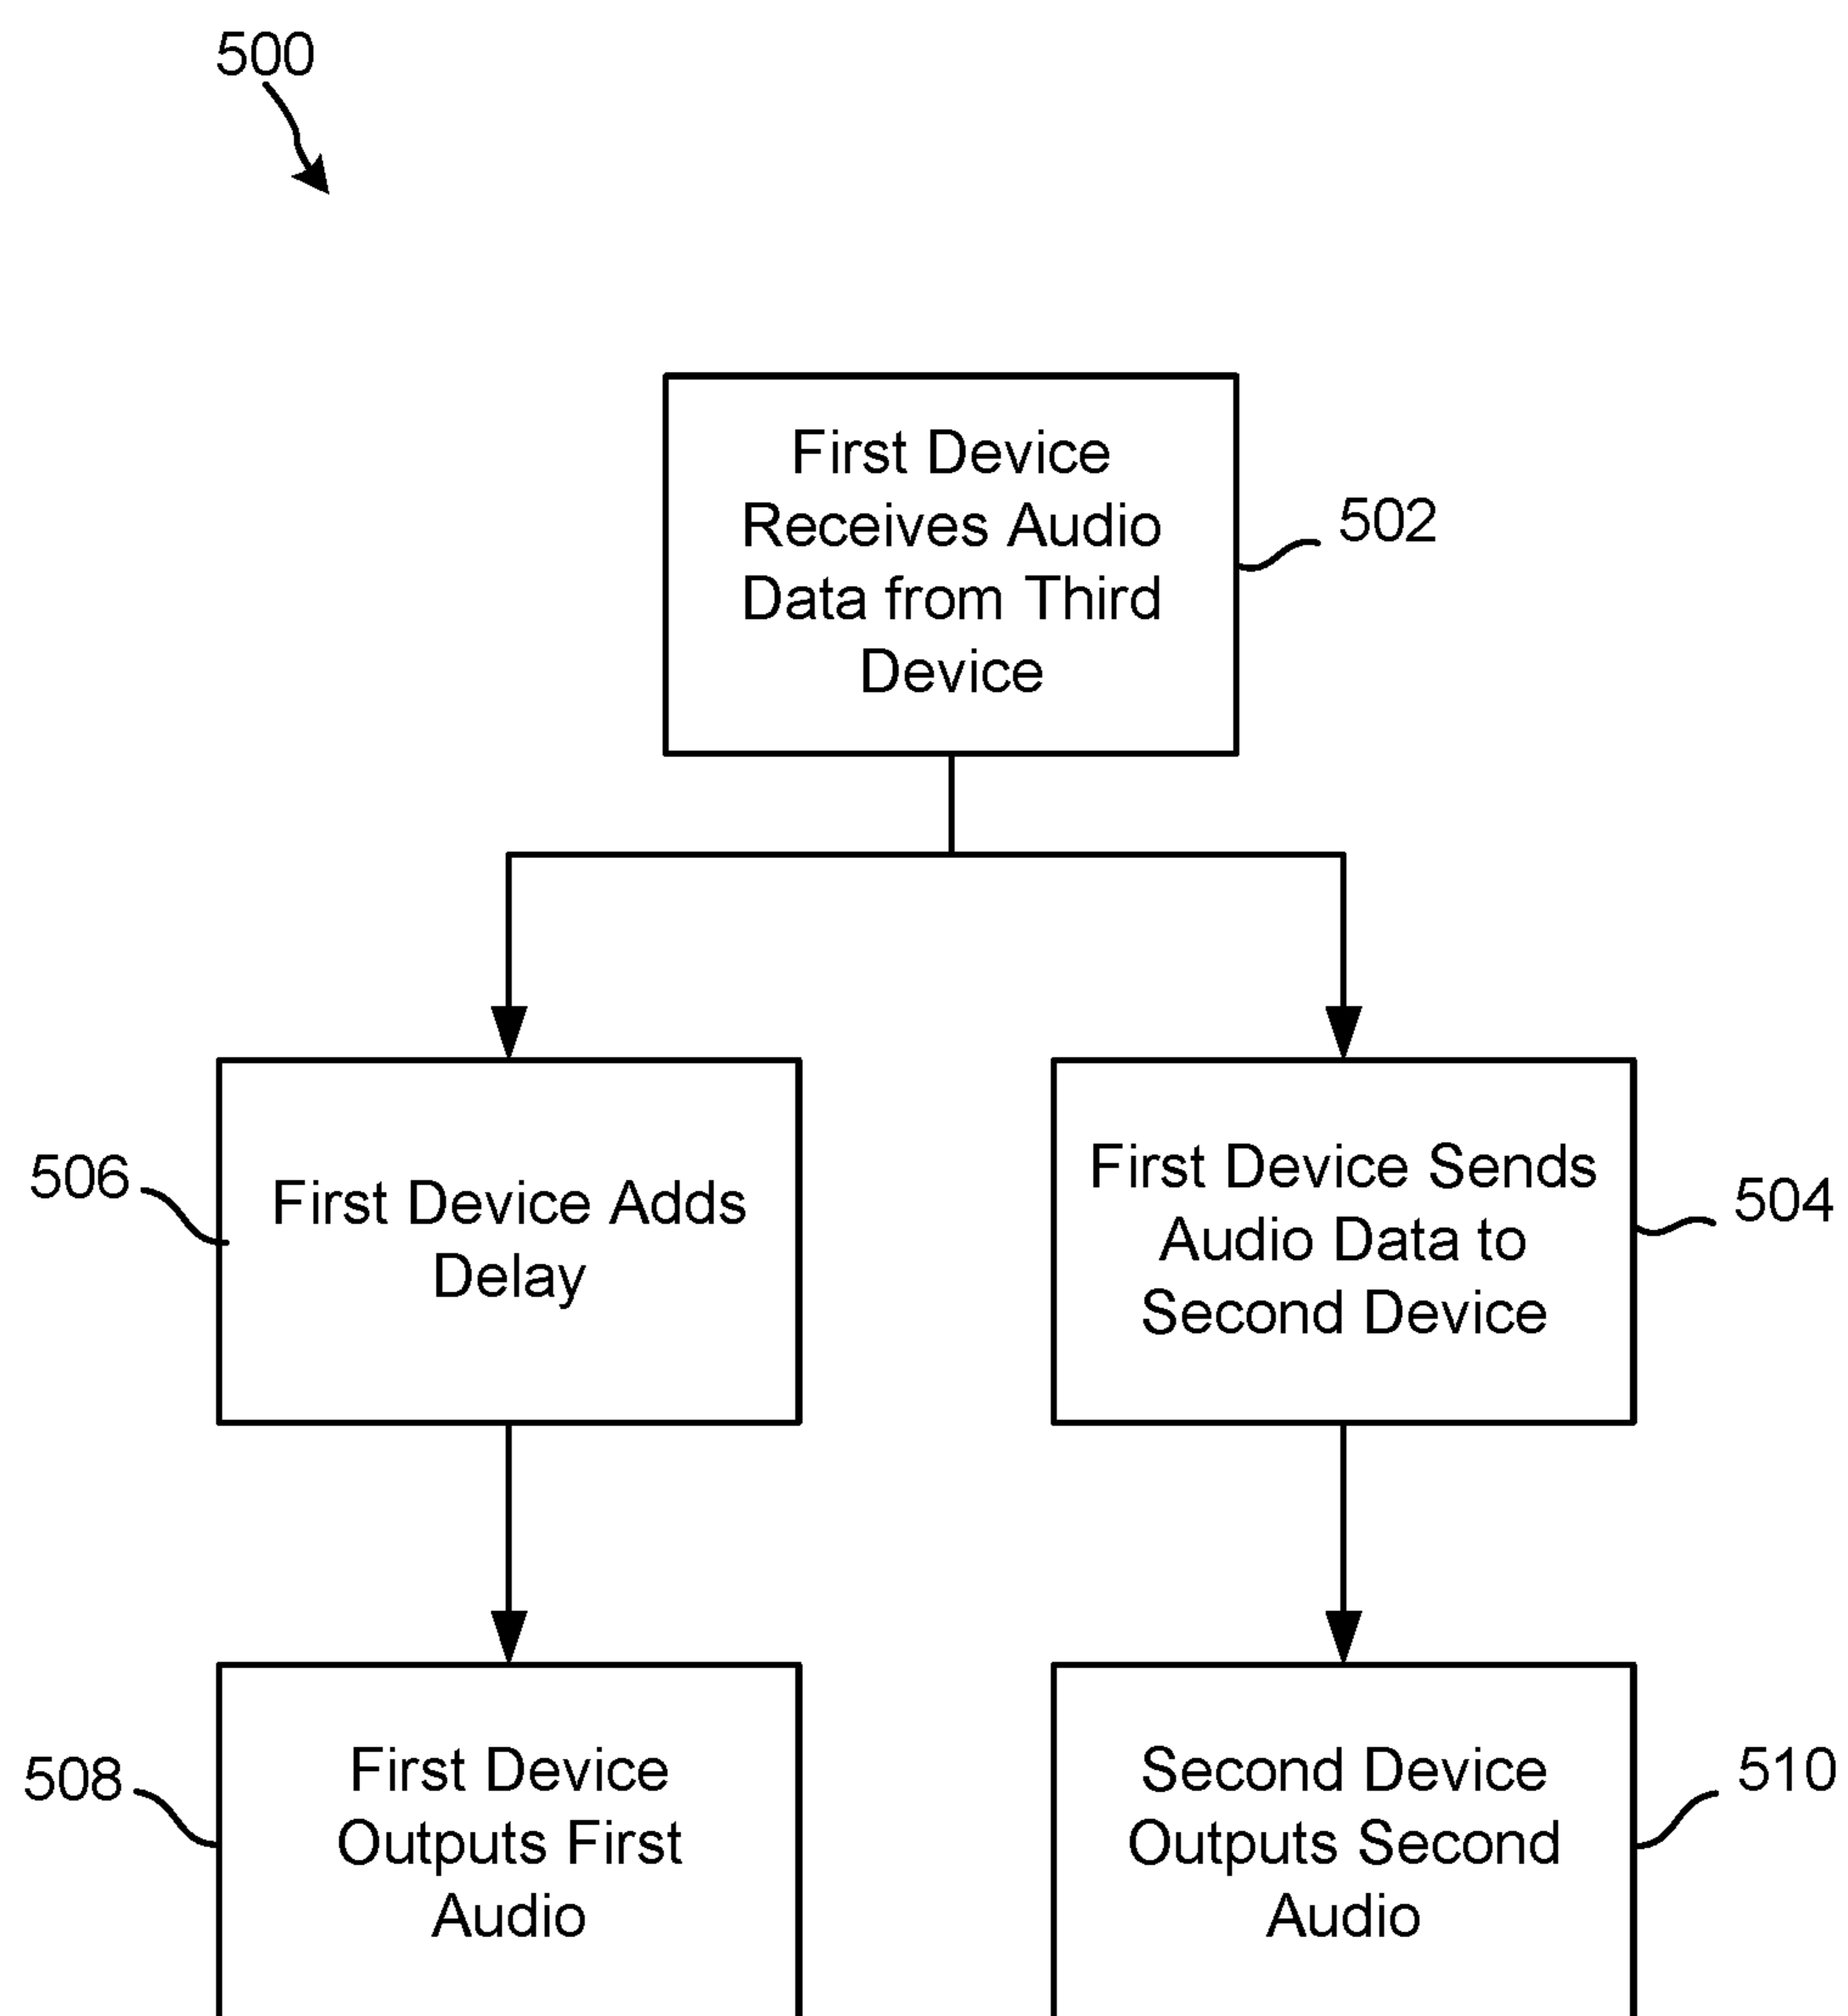 500
First Device
Receives Audio
Data from Third
Device
502
506
First Device Adds
Delay
First Device Sends
Audio Data to
Second Device
504
508
First Device
Outputs First
Audio
Second Device
Outputs Second
Audio
510